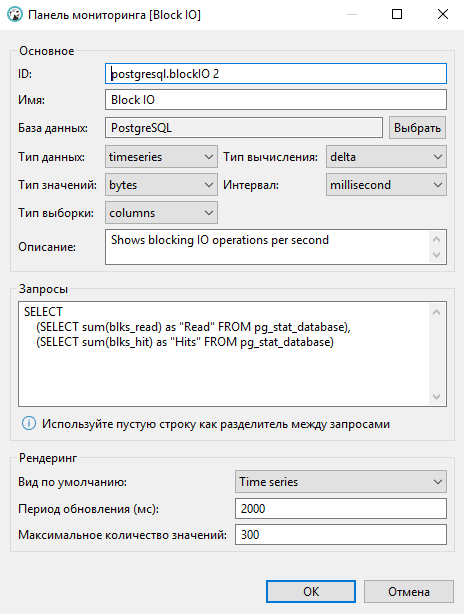 Панель мониторинга [Block IO]
Основное
ID: postgresql.blockIO 2
Имя: Block IO
База данных: PostgreSQL Выбрать
Тип данных: timeseries Тип вычисления: delta
Тип значений: bytes Интервал: millisecond
Тип выборки: columns
Описание: Shows blocking IO operations per second
Запросы
SELECT
(SELECT sum(blks_read) as "Read" FROM pg_stat_database),
(SELECT sum(blks_hit) as "Hits" FROM pg_stat_database)
Используйте пустую строку как разделитель между запросами
Рендеринг
Вид по умолчанию: Time series
Период обновления (мс): 2000
Максимальное количество значений: 300
OK Отмена